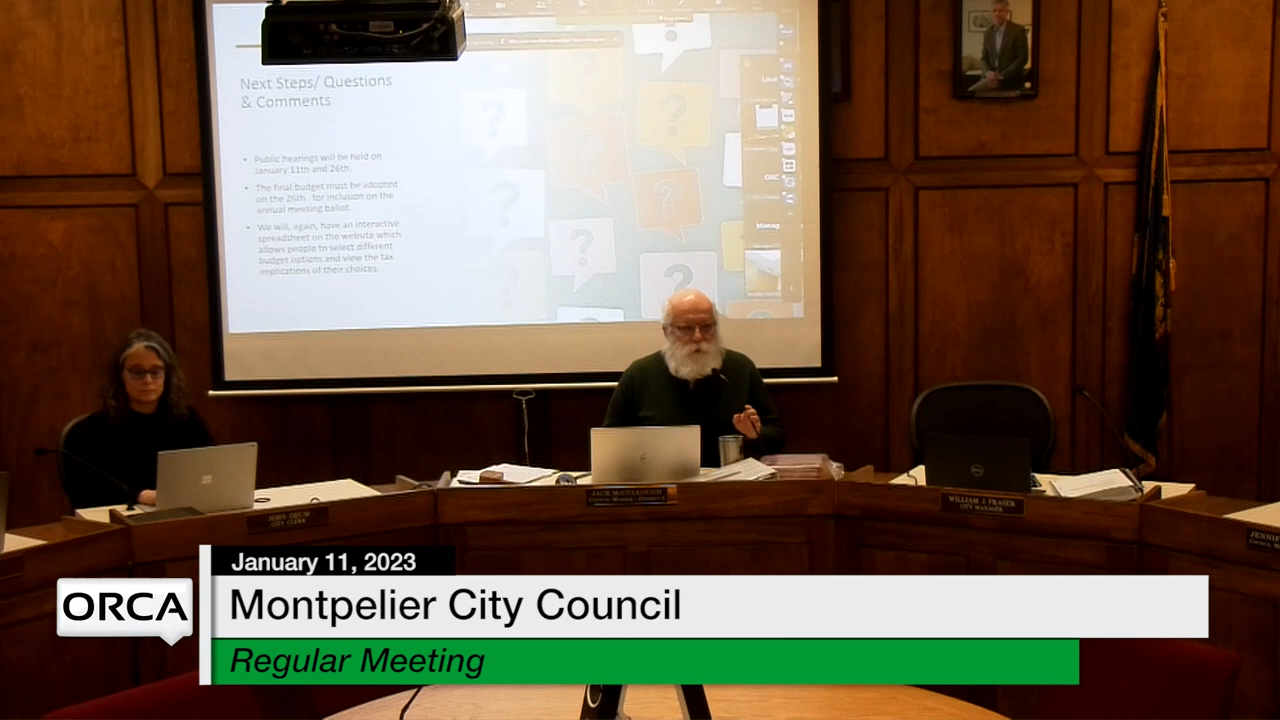 Next Steps/ Questions
& Comments
• Public hearings will be held on
January 11th and 26th.
• The final budget must be adopted
on the 26th for inclusion on the
annual meeting ballot.
• We will, again, have an interactive
spreadsheet on the website which
allows people to select different
budget options and view the tax
implications of their choices.
Manag
JOHN ODUM
CITY CLERK
JACK McCULLOUGH
WILLIAM J FRASER
CITY MANAGER
JENNIF
January 11, 2023
ORCA
Montpelier City Council
Regular Meeting